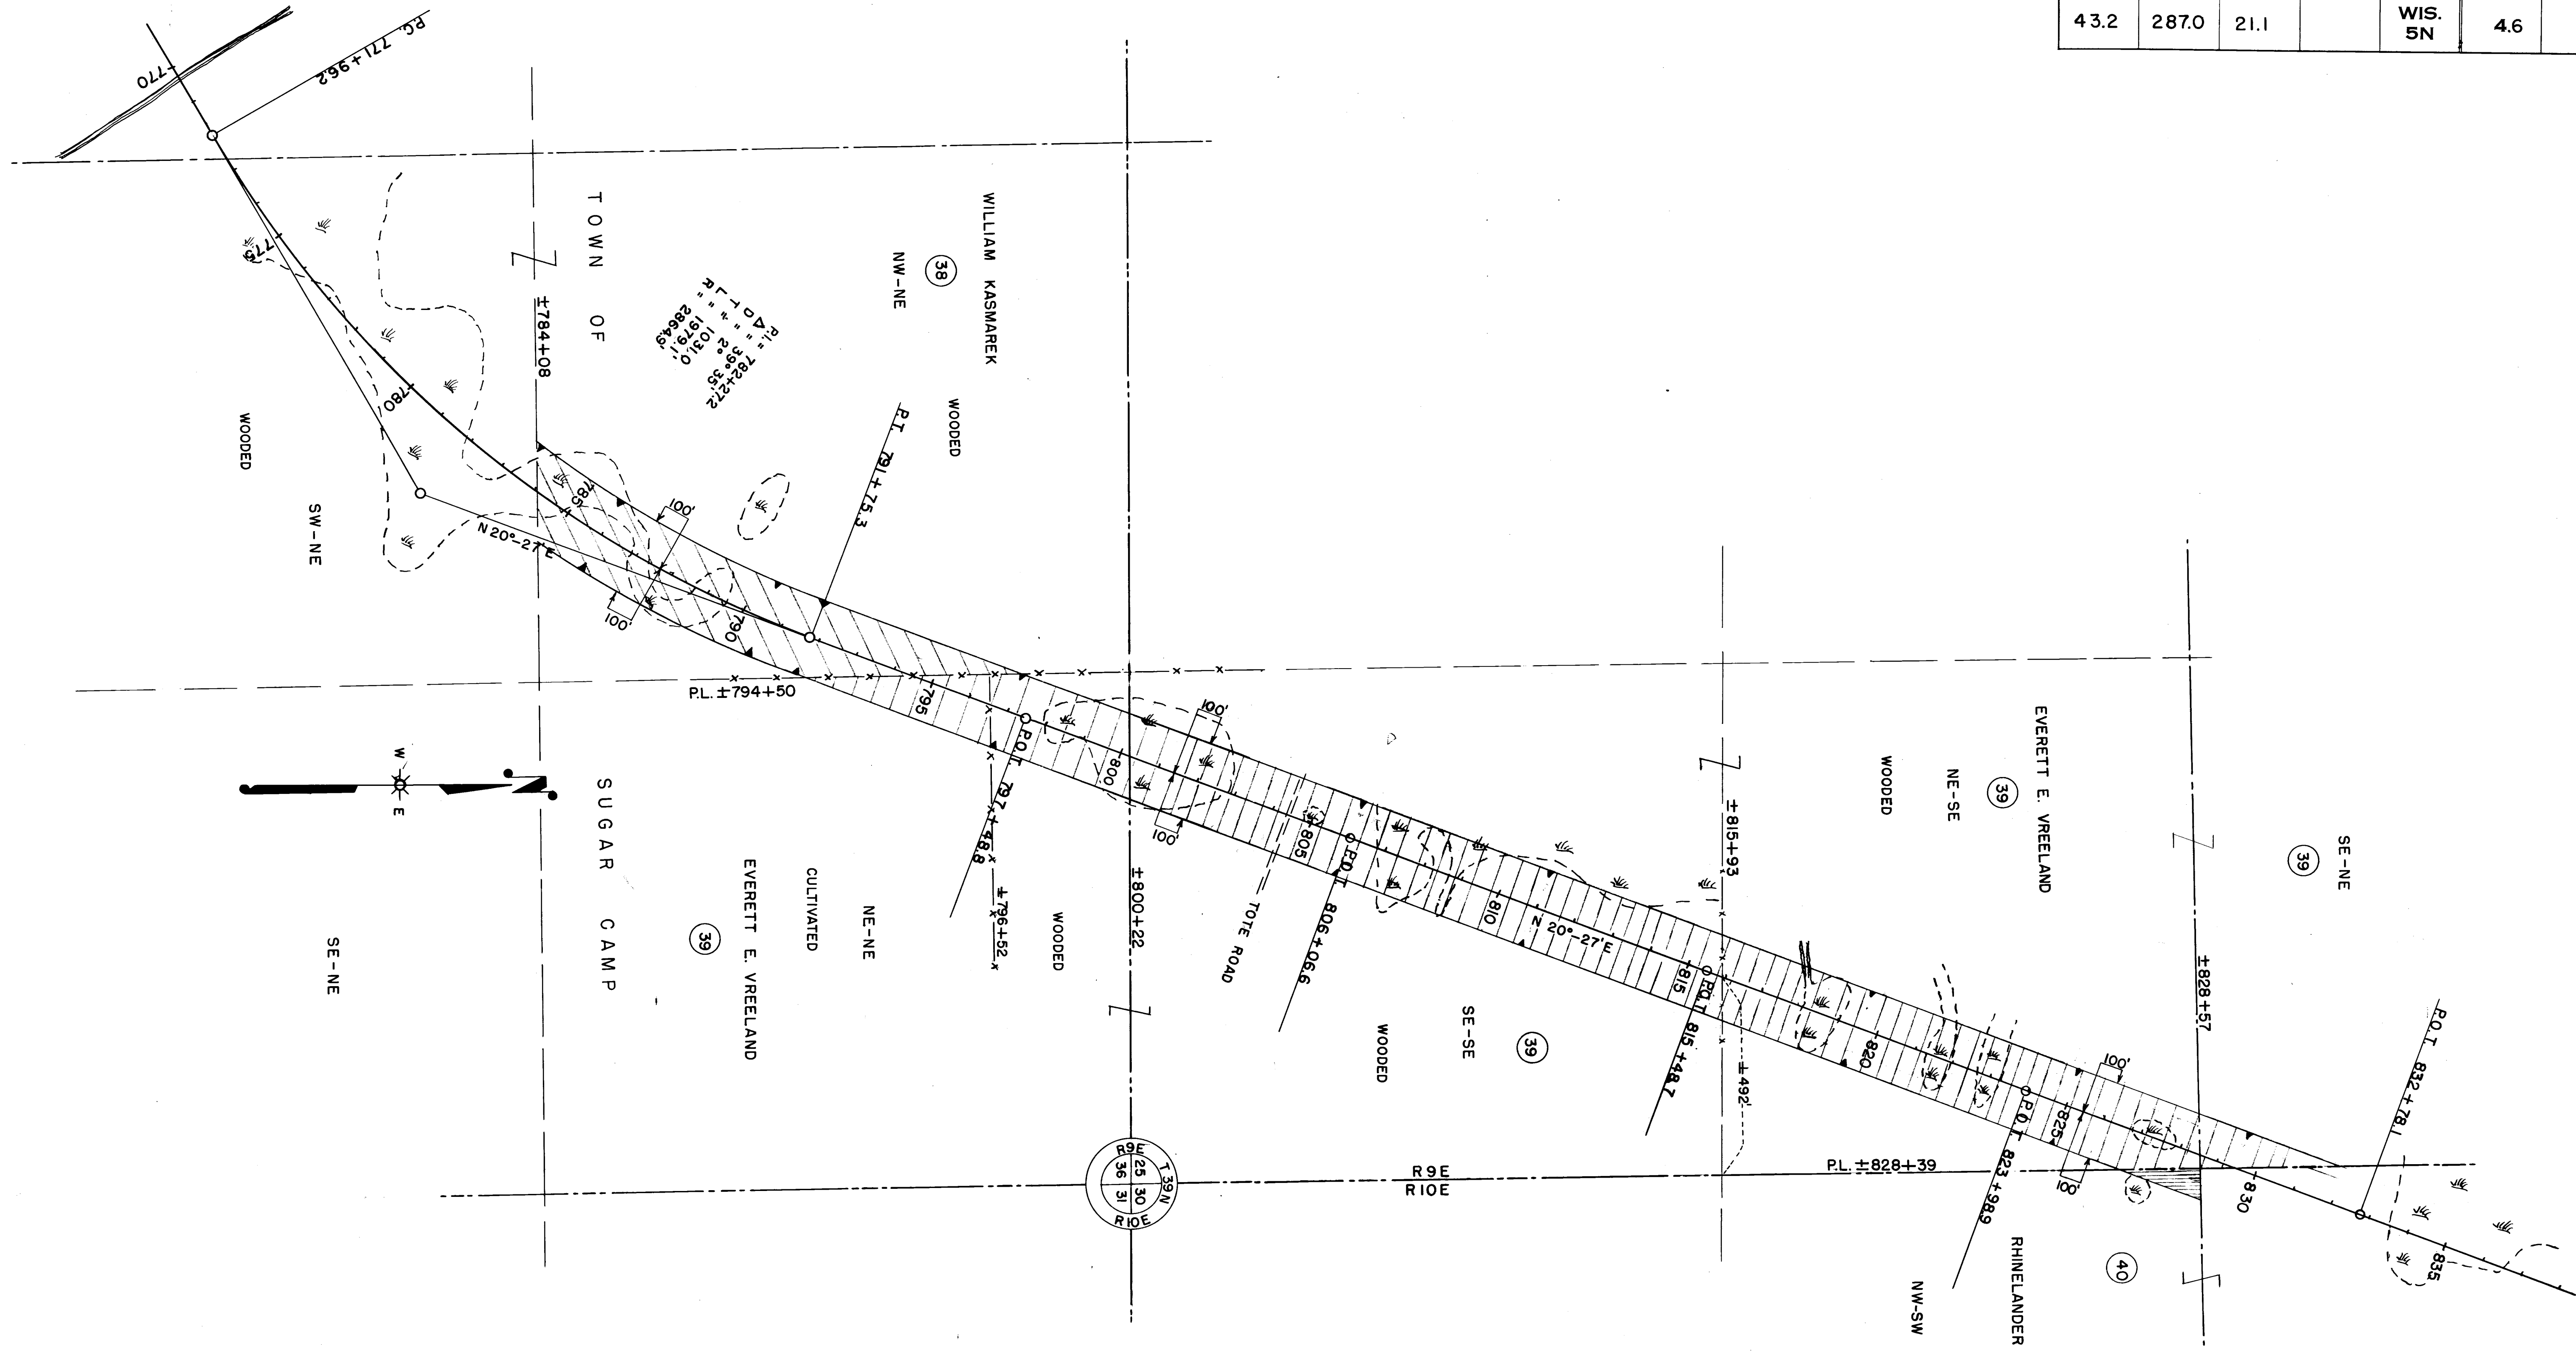 43.2 287.0 21.1 WIS. 5N 4.6
P.C. 771+96.2
770
775
780
785
790
795
800
805
810
815
820
825
830
835
TOWN OF
SUGAR CAMP
±784+08
WILLIAM KASMAREK
38
NW-NE
WOODED
P.I. = 782+27.2
Δ = 39° 35'
D = 2°
T = 1031.0'
L = 1979.1'
R = 2864.9'
P.T. 791+75.3
WOODED
SW-NE
N 20°-27'E
100'
100'
P.L. ±794+50
W
E
SE-NE
39
EVERETT E. VREELAND
CULTIVATED
NE-NE
P.O.T. 797+48.8
±796+52
WOODED
±800+22
100'
100'
TOTE ROAD
P.O.T. 806+06.6
WOODED
SE-SE
39
N 20°-27'E
±815+93
P.O.T. 815+48.7
±492'
WOODED
NE-SE
39
EVERETT E. VREELAND
P.O.T. 823+98.9
100'
100'
±828+57
39
SE-NE
P.O.T. 832+78.1
R9E
T39N
25 30
36 31
R10E
R9E
R10E
P.L. ±828+39
NW-SW
RHINELANDER
40